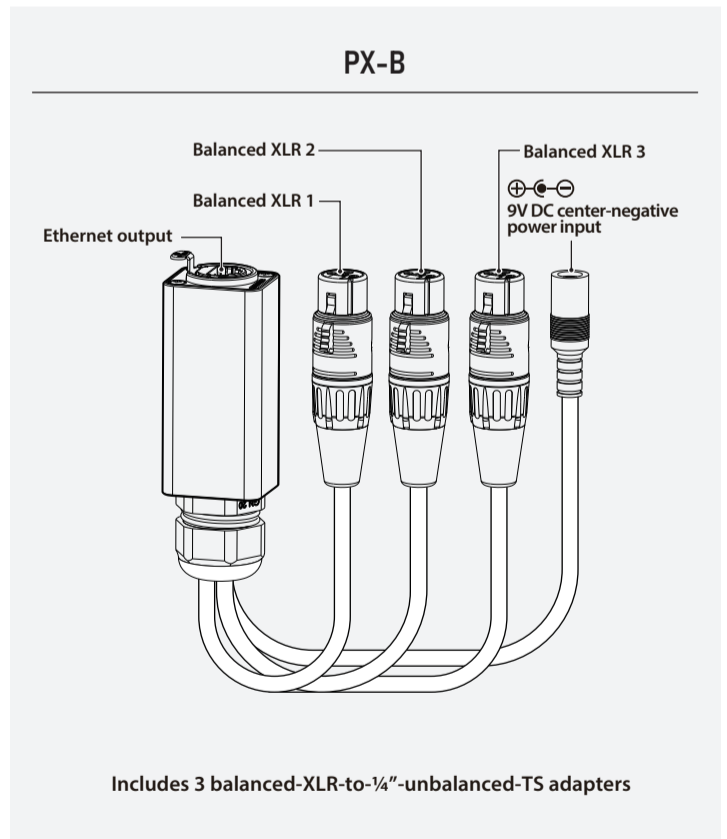 PX-B
Balanced XLR 2
Balanced XLR 3
Balanced XLR 1
9V DC center-negative
power input
Ethernet output
Includes 3 balanced-XLR-to-¼”-unbalanced-TS adapters